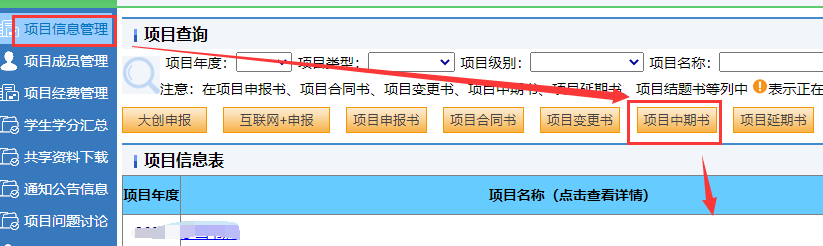 项目信息管理
项目成员管理
项目经费管理
学生学分汇总
共享资料下载
通知公告信息
项目问题讨论
项目查询
项目年度： 项目类型： 项目级别： 项目名称：
注意：在项目申报书、项目合同书、项目变更书、项目中期书、项目延期书、项目结题书等列中 表示正在
大创申报 互联网+申报 项目申报书 项目合同书 项目变更书 项目中期书 项目延期书
项目信息表
项目年度 项目名称（点击查看详情）